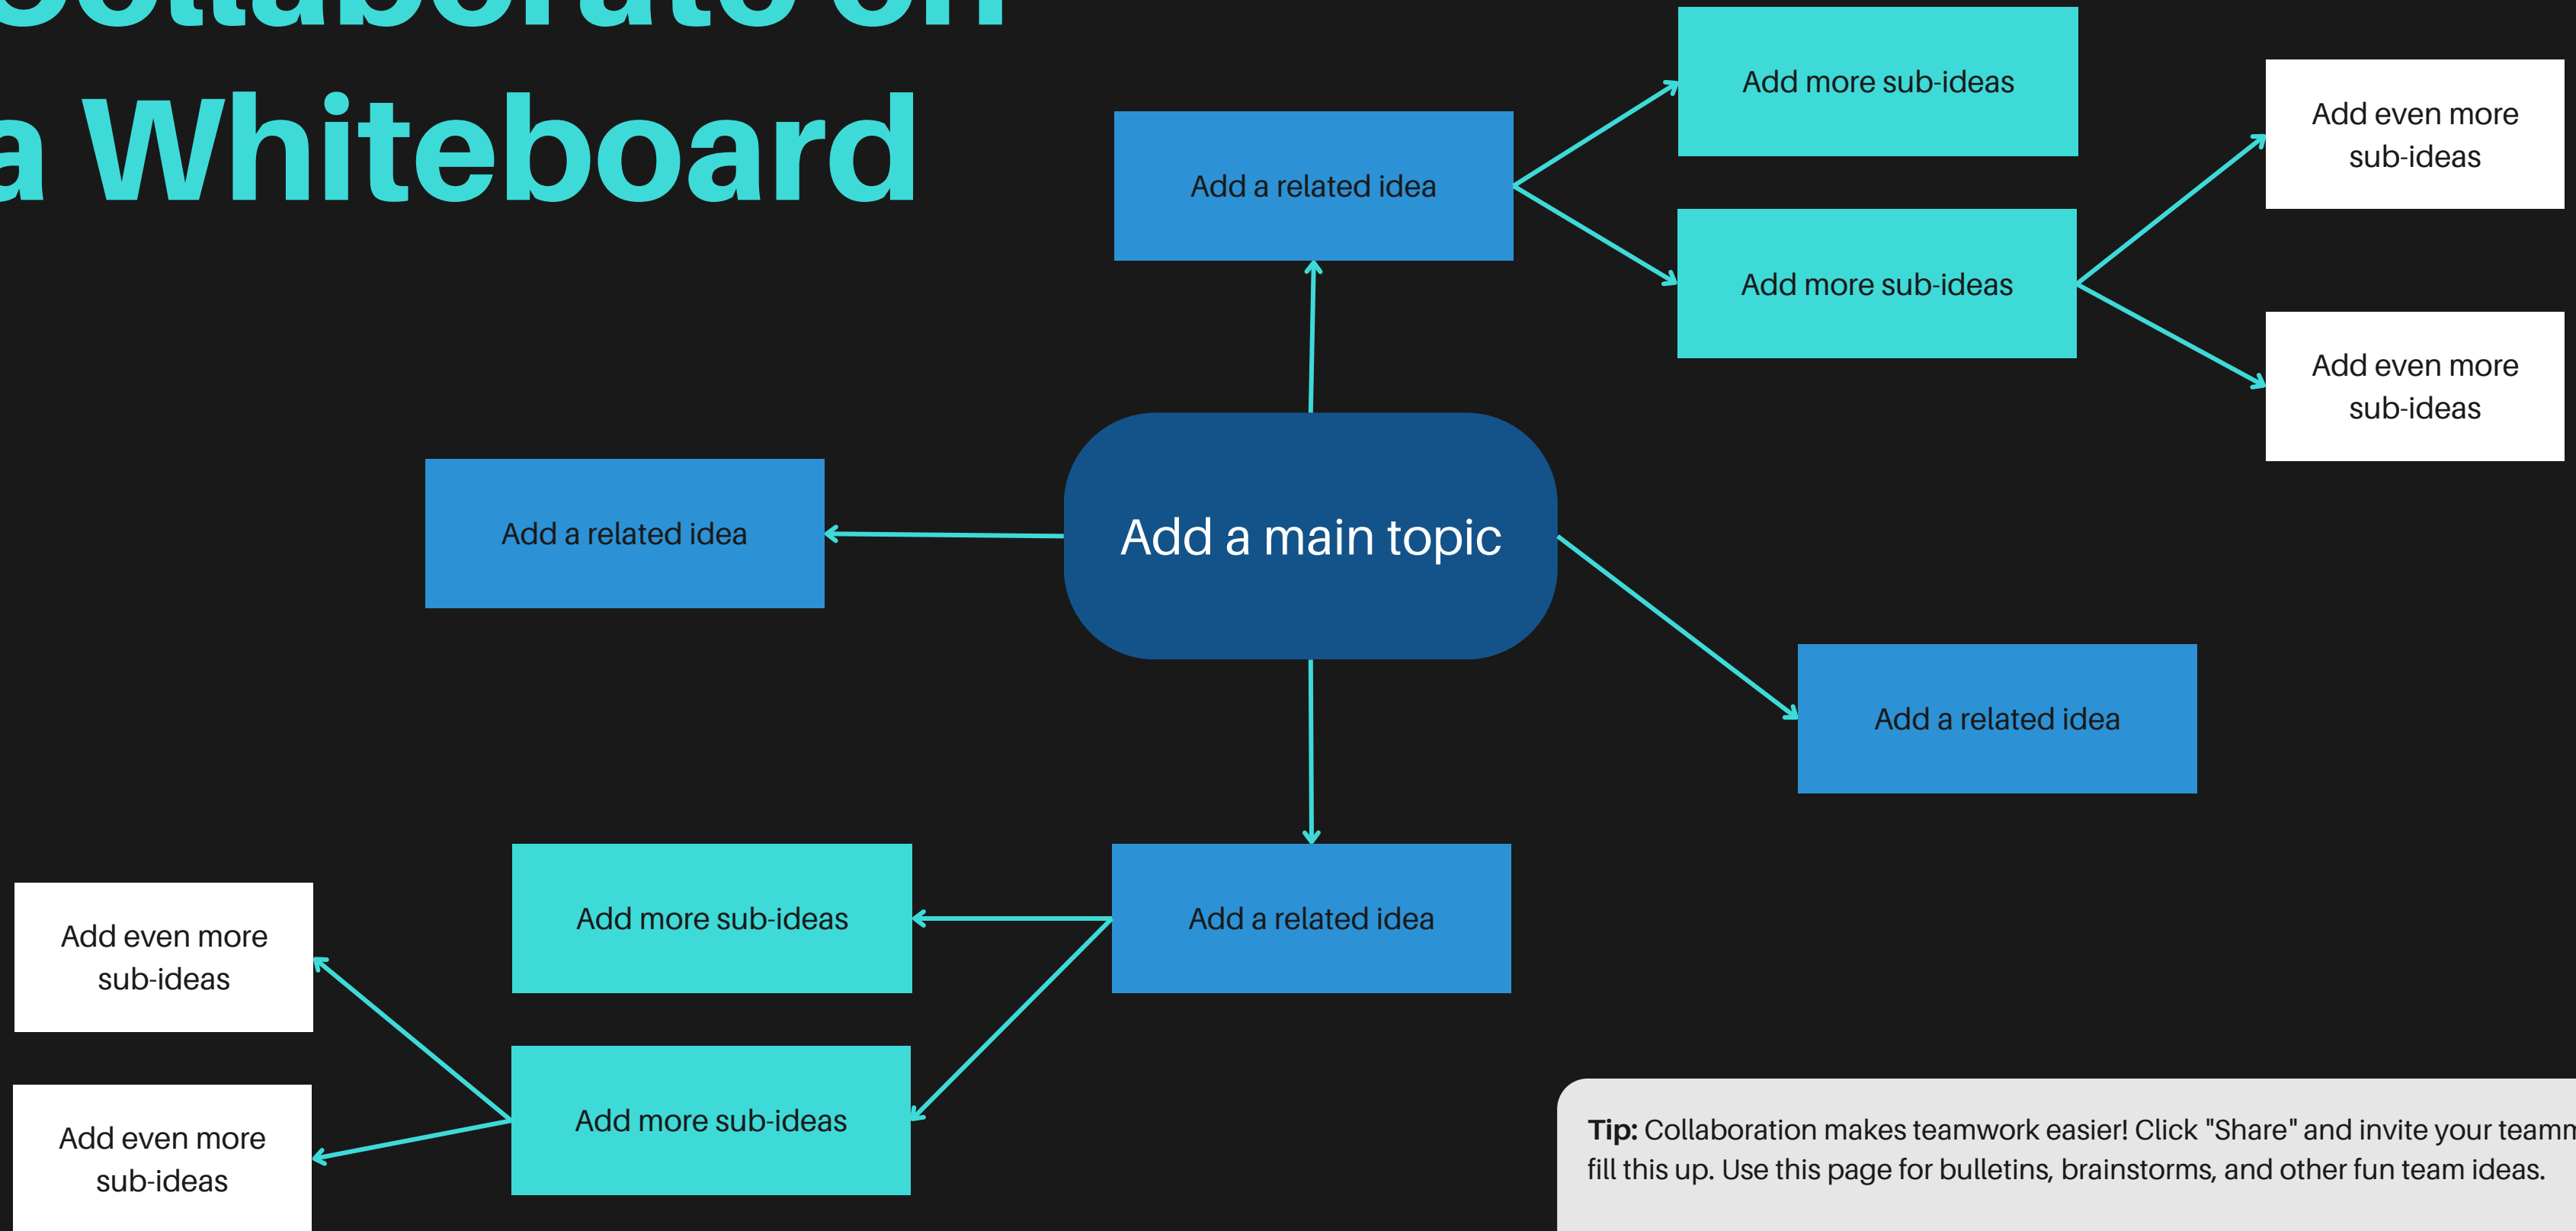 Collaborate on
a Whiteboard
Add more sub-ideas
Add even more
sub-ideas
Add a related idea
Add more sub-ideas
Add even more
sub-ideas
Add a related idea
Add a main topic
Add a related idea
Add more sub-ideas
Add a related idea
Add even more
sub-ideas
Add more sub-ideas
Add even more
sub-ideas
Tip: Collaboration makes teamwork easier! Click "Share" and invite your
fill this up. Use this page for bulletins, brainstorms, and other fun team ideas.